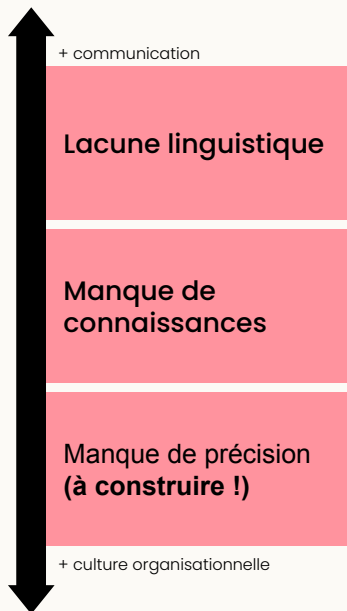 + communication
Lacune linguistique
Manque de
connaissances
Manque de précision
(à construire !)
+ culture organisationnelle